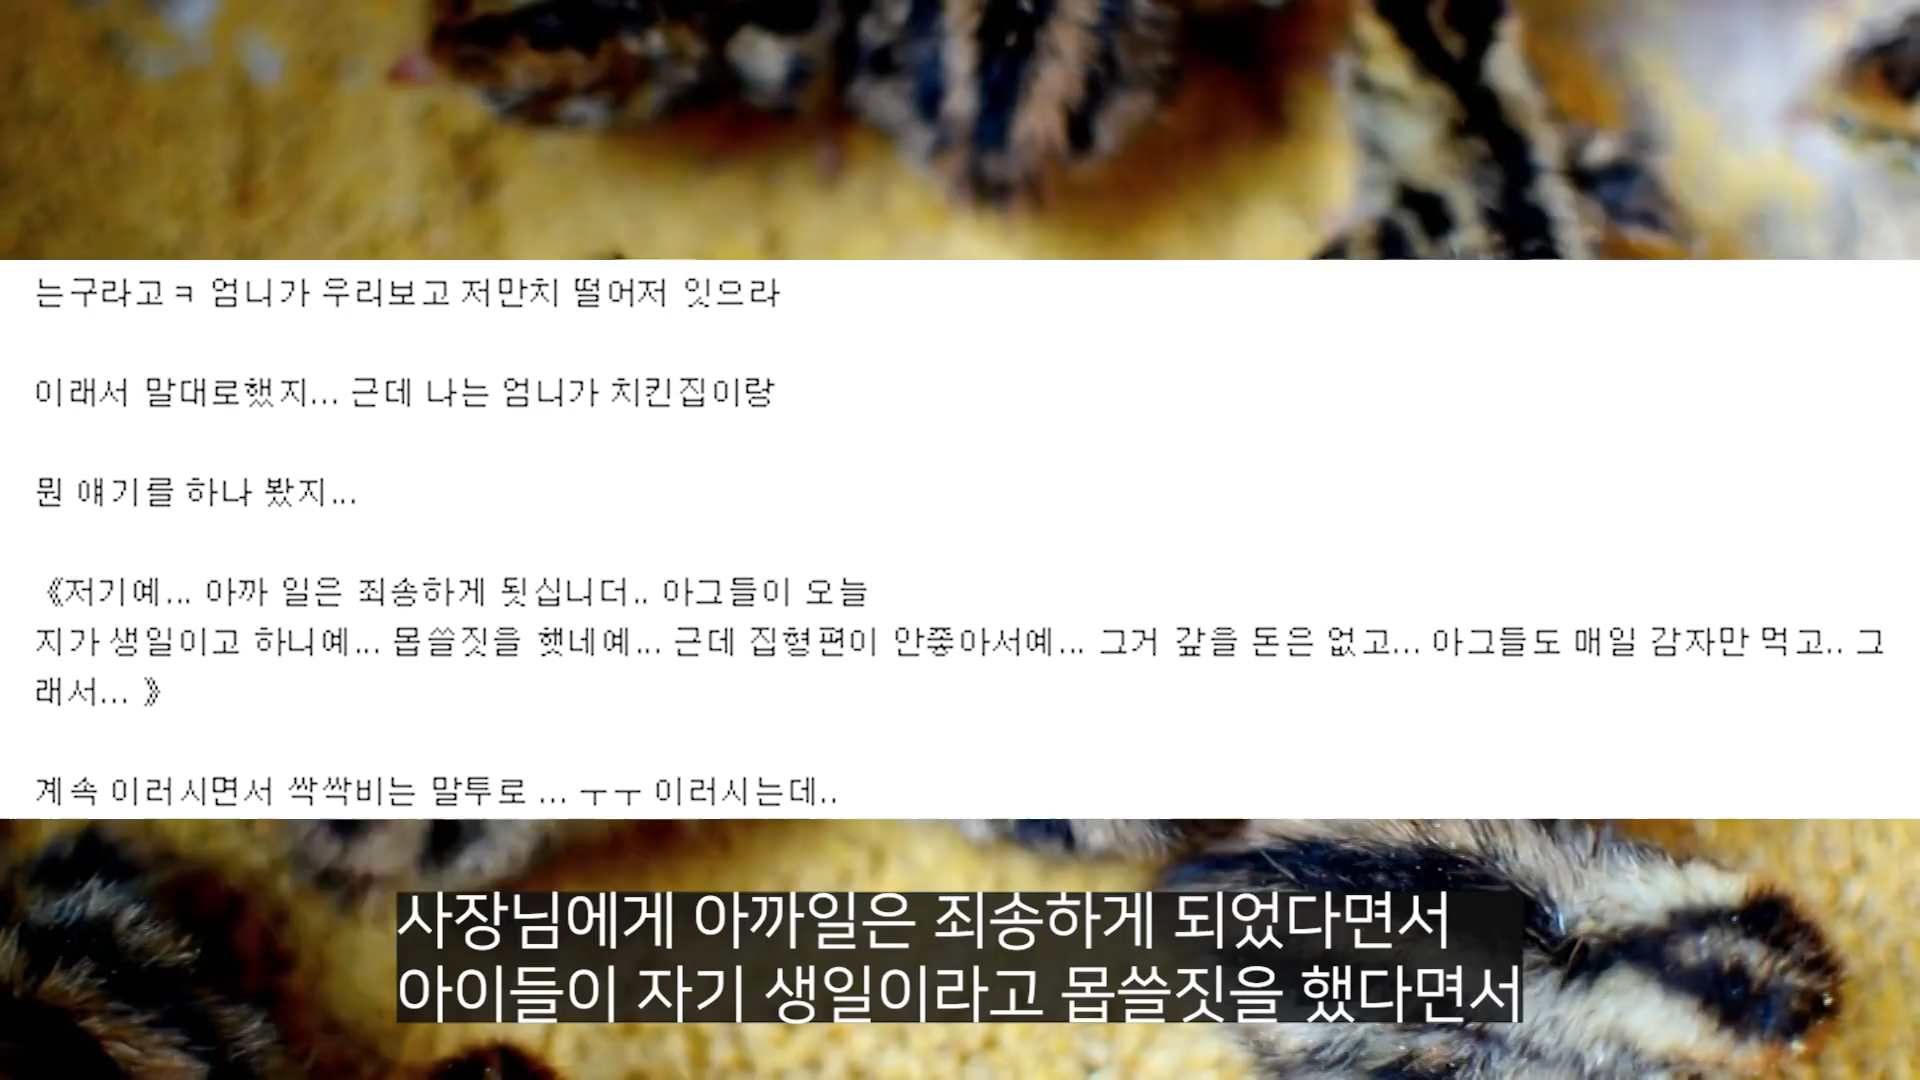 는구라고ㅋ 엄니가 우리보고 저만치 떨어저 잇으라
이래서 말대로했지... 근데 나는 엄니가 치킨집이랑
뭔 얘기를 하나 봤지...
《저기예... 아까 일은 죄송하게 됫십니더.. 아그들이 오늘
지가 생일이고 하니예... 몹쓸짓을 햇네예... 근데 집형편이 안쫗아서예... 그거 갚을 돈은 없고... 아그들도 매일 감자만 먹고.. 그
래서... 》
계속 이러시면서 싹싹비는 말투로 ... ㅜㅜ 이러시는데..
사장님에게 아까일은 죄송하게 되었다면서
아이들이 자기 생일이라고 몹쓸짓을 했다면서